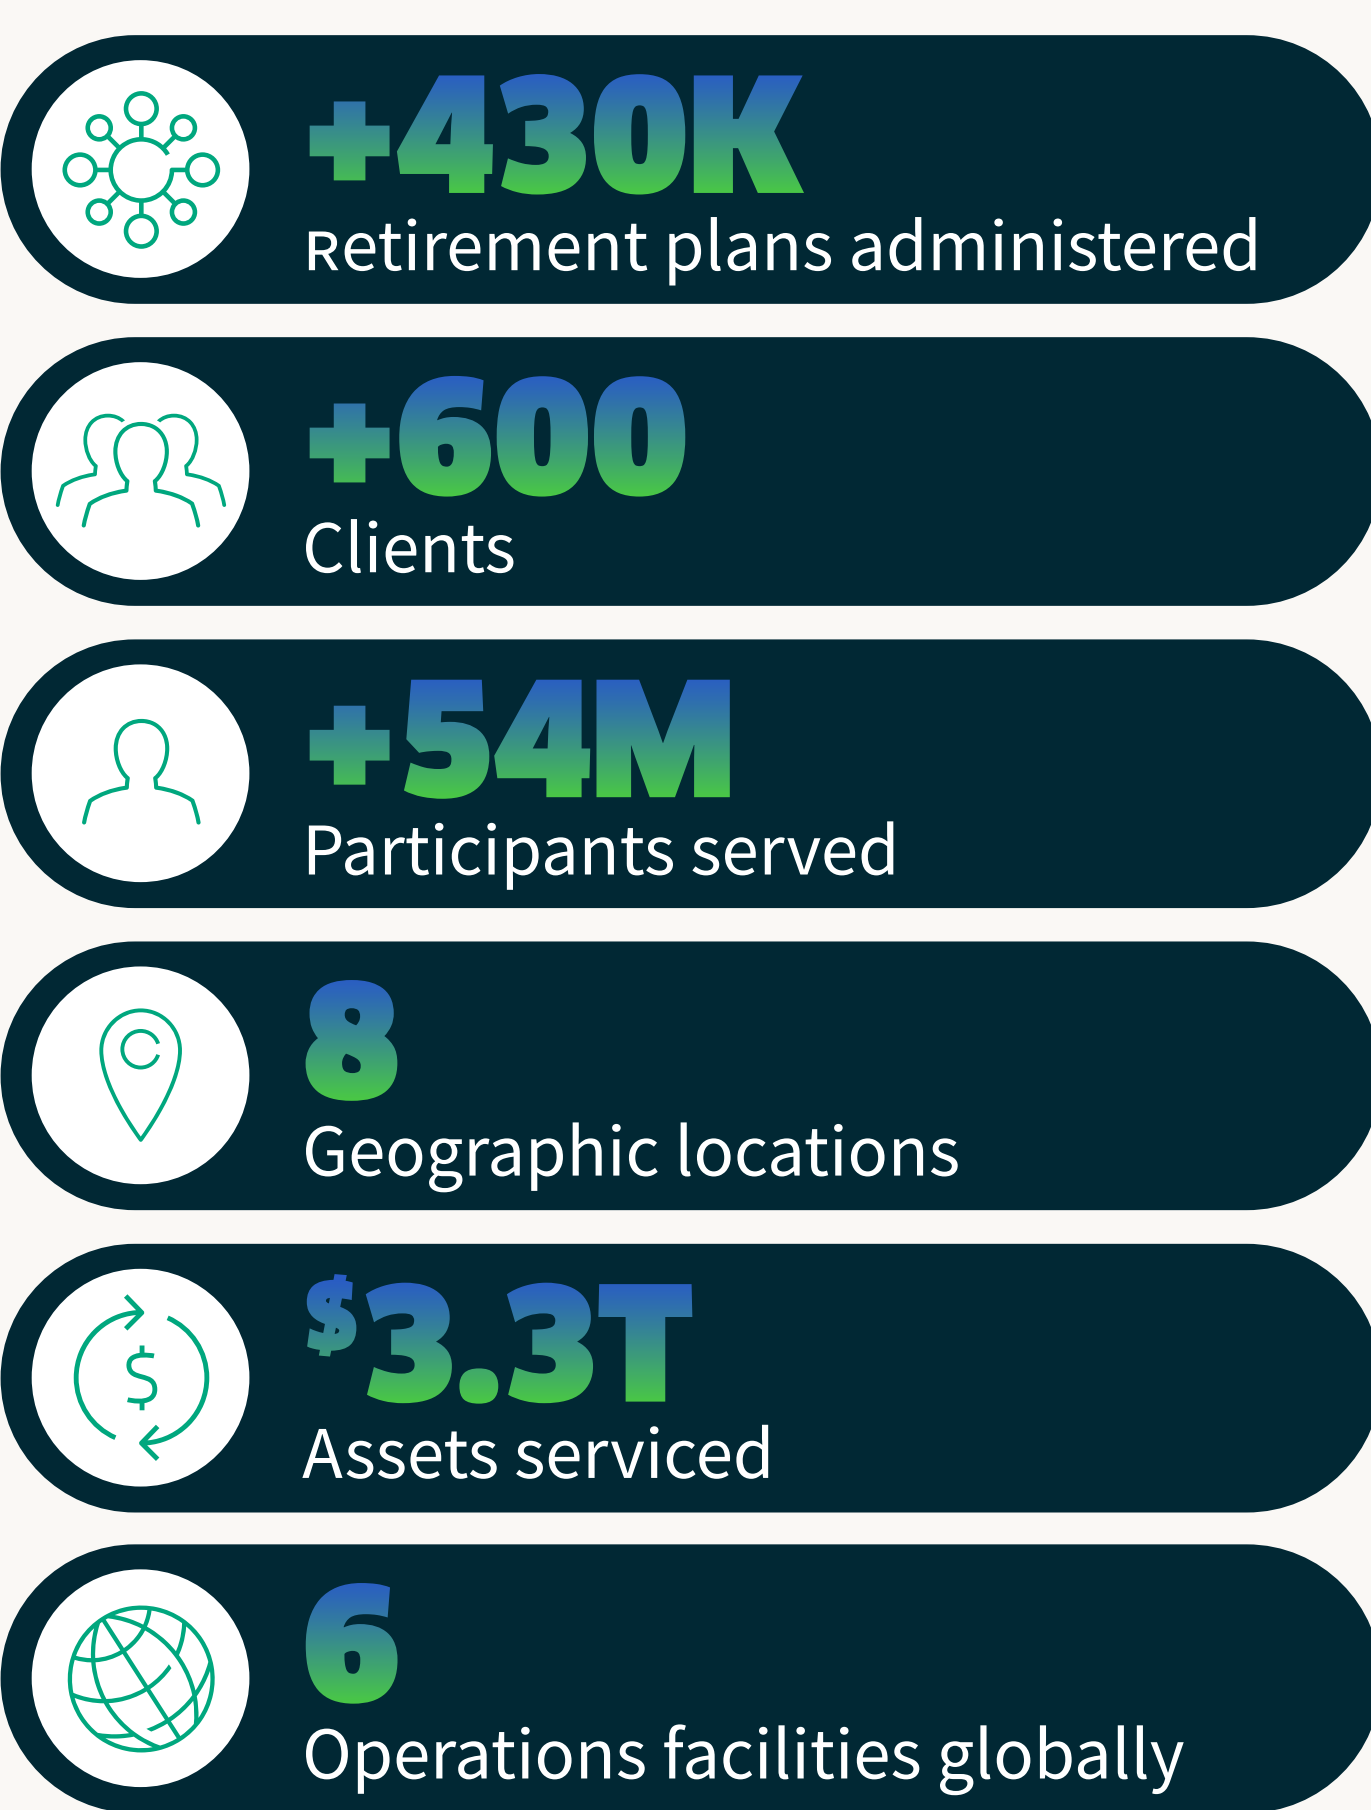 +430K
Retirement plans administered
+600
Clients
+54M
Participants served
8
Geographic locations
$3.3T
Assets serviced
6
Operations facilities globally